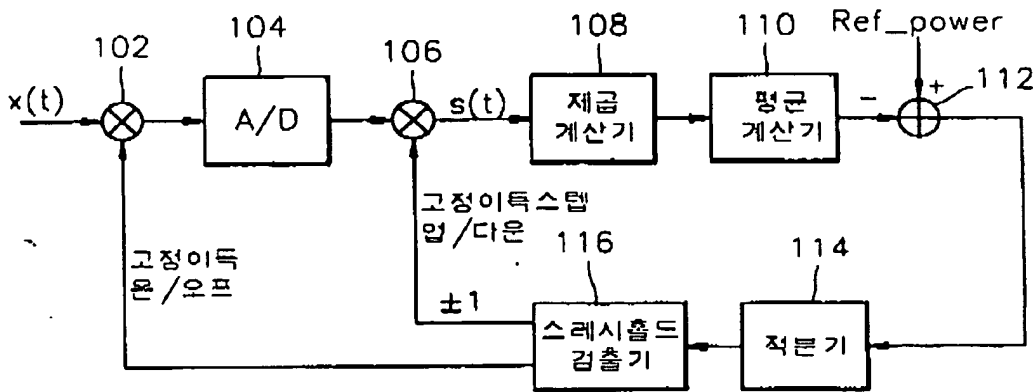 102
104
106
108
110
Ref_power
112
x(t)
A/D
s(t)
제곱
계산기
평균
계산기
−
+
고정이득
온/오프
고정이득스텝
업/다운
±1
116
스레시홀드
검출기
114
적분기